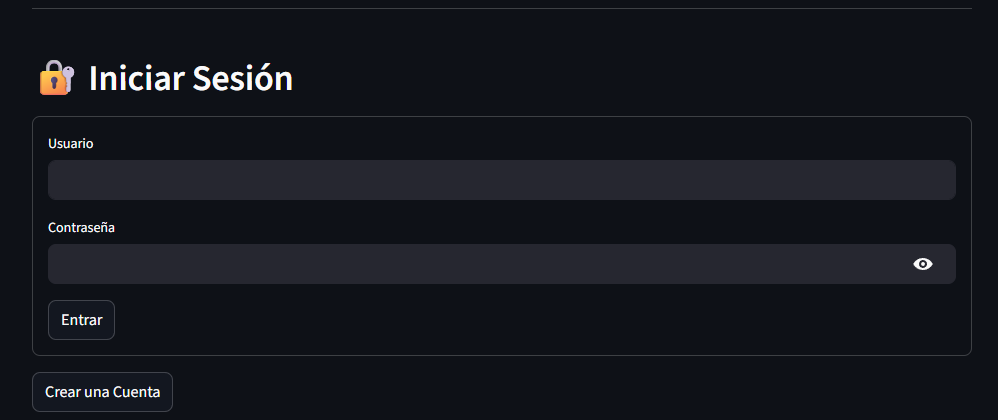 Iniciar Sesión
Usuario
Contraseña
Entrar
Crear una Cuenta